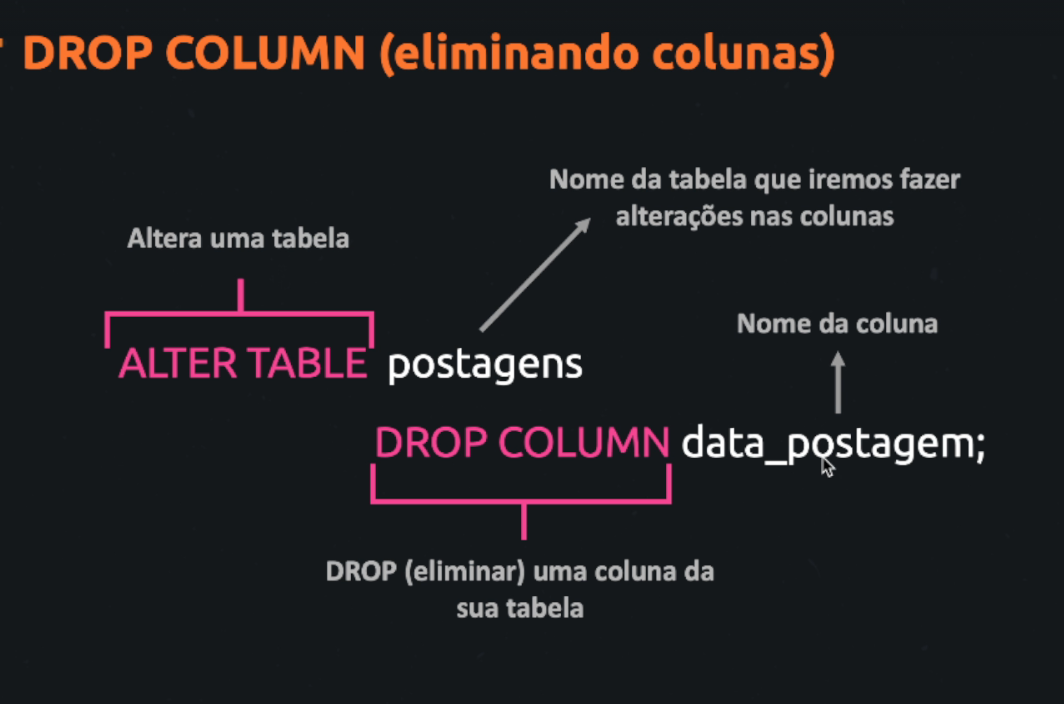 DROP COLUMN (eliminando colunas)
Nome da tabela que iremos fazer
alterações nas colunas
Altera uma tabela
Nome da coluna
ALTER TABLE postagens
DROP COLUMN data_postagem;
DROP (eliminar) uma coluna da
sua tabela